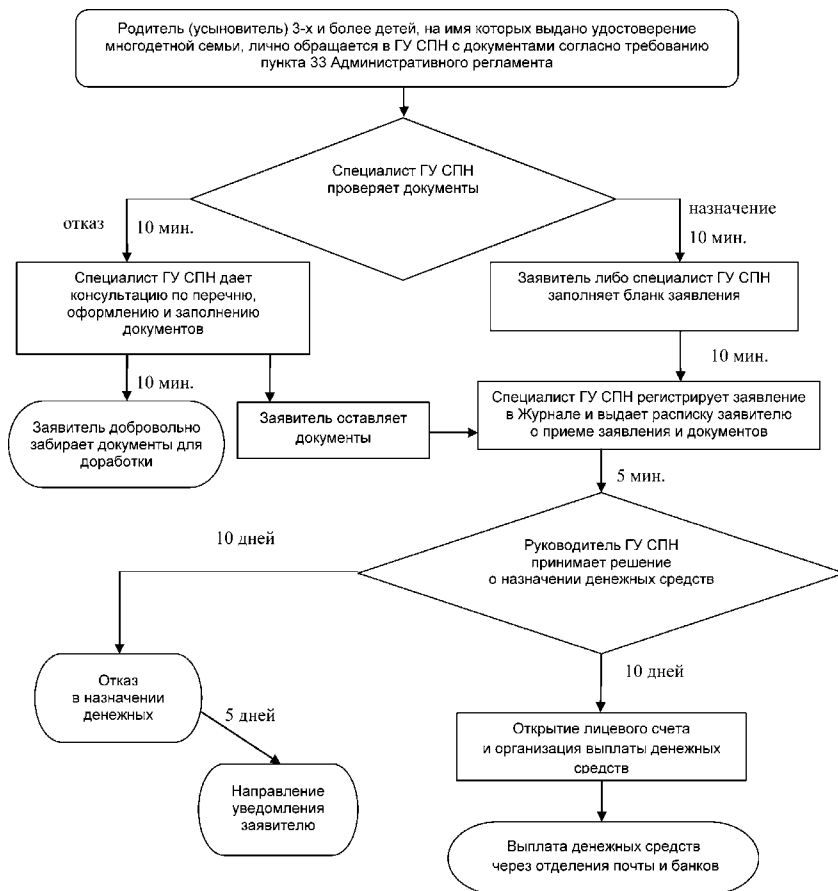 Родитель (усыновитель) 3-х и более детей, на имя которых выдано удостоверение
многодетной семьи, лично обращается в ГУ СПН с документами согласно требованию
пункта 33 Административного регламента
Специалист ГУ СПН
проверяет документы
отказ
10 мин.
назначение
10 мин.
Специалист ГУ СПН дает
консультацию по перечню,
оформлению и заполнению
документов
Заявитель либо специалист ГУ СПН
заполняет бланк заявления
10 мин.
10 мин.
Заявитель добровольно
забирает документы для
доработки
Заявитель оставляет
документы
Специалист ГУ СПН регистрирует заявление
в Журнале и выдает расписку заявителю
о приеме заявления и документов
5 мин.
10 дней
Руководитель ГУ СПН
принимает решение
о назначении денежных средств
Отказ
в назначении
денежных
10 дней
5 дней
Открытие лицевого счета
и организация выплаты денежных
средств
Направление
уведомления
заявителю
Выплата денежных средств
через отделения почты и банков